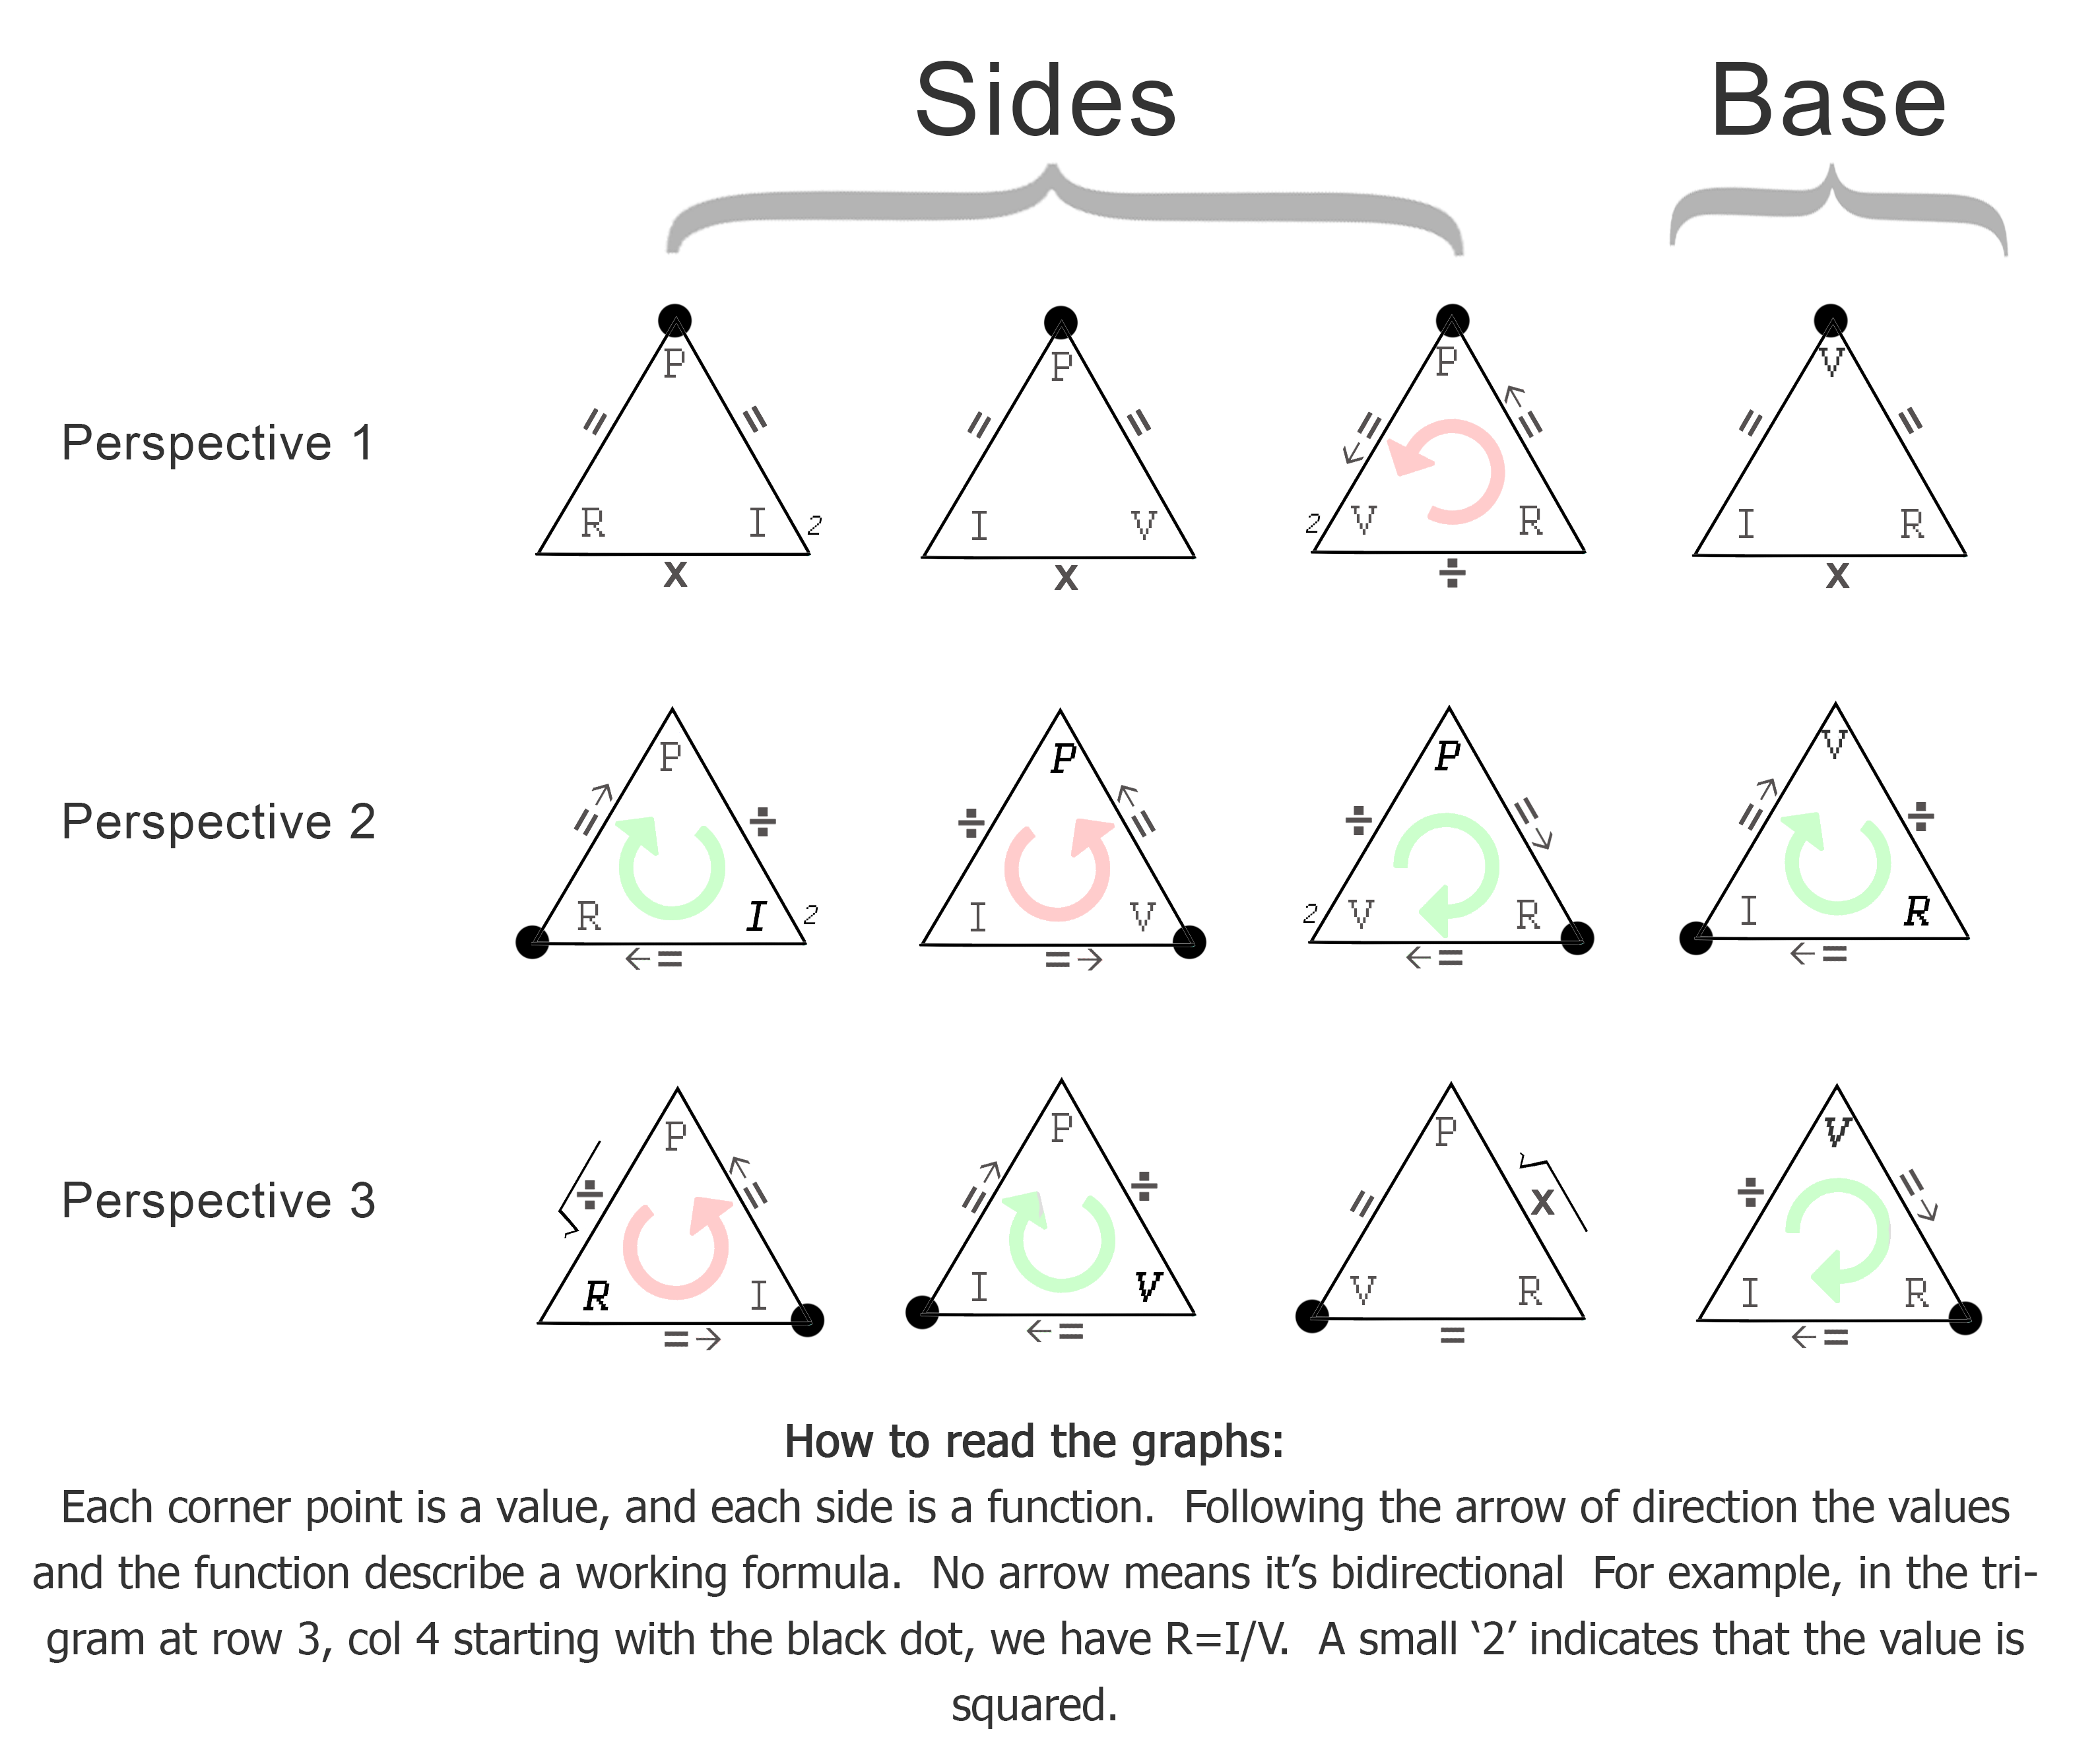 Sides Base
Perspective 1
P
= =
R I 2
x
P
= =
I V
x
P
↙= =↖
2 V R
÷
V
= =
I R
x
Perspective 2
P
=↗ ÷
R I 2
←=
P
÷ =↖
I V
=→
P
÷ =↘
2 V R
←=
V
=↗ ÷
I R
←=
Perspective 3
P
÷ =↖
R I
=→
P
=↗ ÷
I V
←=
P
= x
√ √
V R
=
V
÷ =↘
I R
←=
How to read the graphs:
Each corner point is a value, and each side is a function. Following the arrow of direction the values
and the function describe a working formula. No arrow means it’s bidirectional For example, in the tri-
gram at row 3, col 4 starting with the black dot, we have R=I/V. A small ‘2’ indicates that the value is
squared.